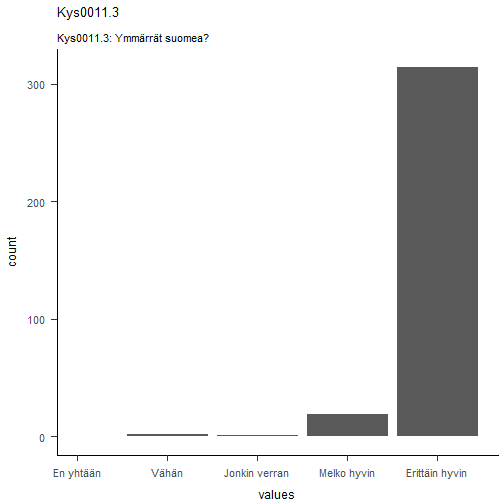 Kys0011.3
Kys0011.3: Ymmärrät suomea?
300
200
100
0
count
En yhtään Vähän Jonkin verran Melko hyvin Erittäin hyvin
values